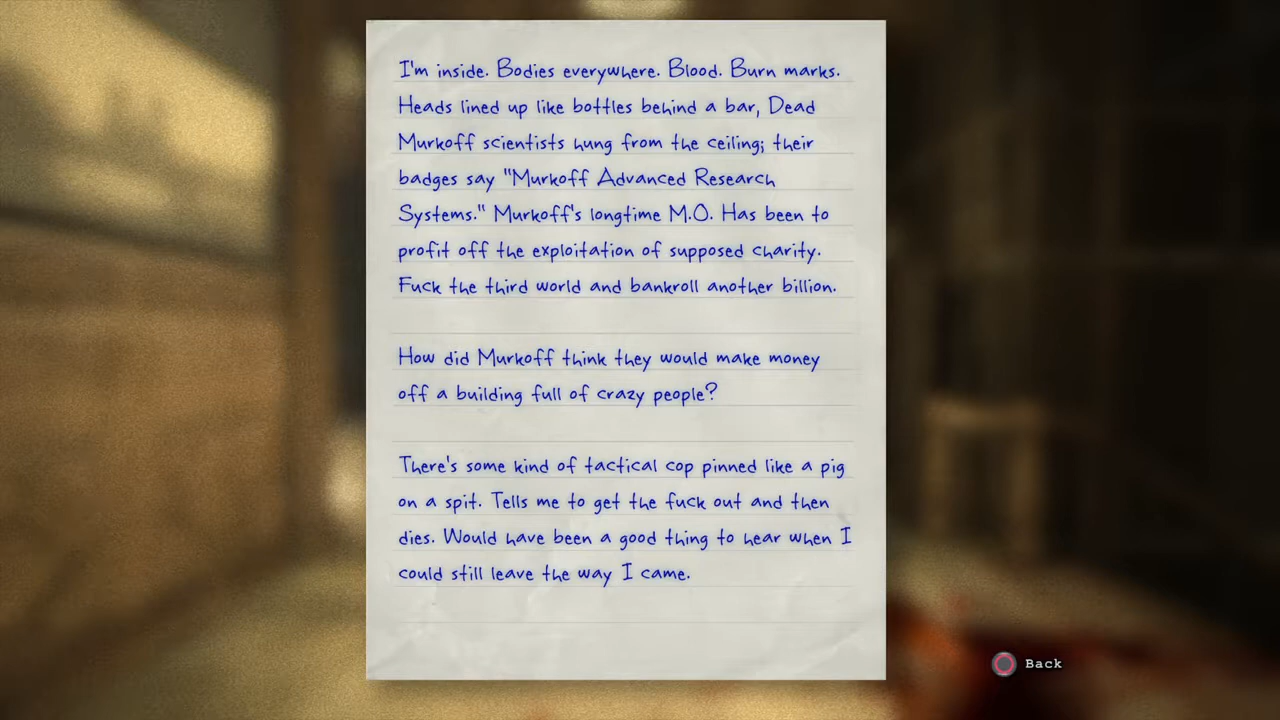 I'm inside. Bodies everywhere. Blood. Burn marks.
Heads lined up like bottles behind a bar, Dead
Murkoff scientists hung from the ceiling; their
badges say "Murkoff Advanced Research
Systems." Murkoff's longtime M.O. Has been to
profit off the exploitation of supposed charity.
Fuck the third world and bankroll another billion.
How did Murkoff think they would make money
off a building full of crazy people?
There's some kind of tactical cop pinned like a pig
on a spit. Tells me to get the fuck out and then
dies. Would have been a good thing to hear when I
could still leave the way I came.
Back